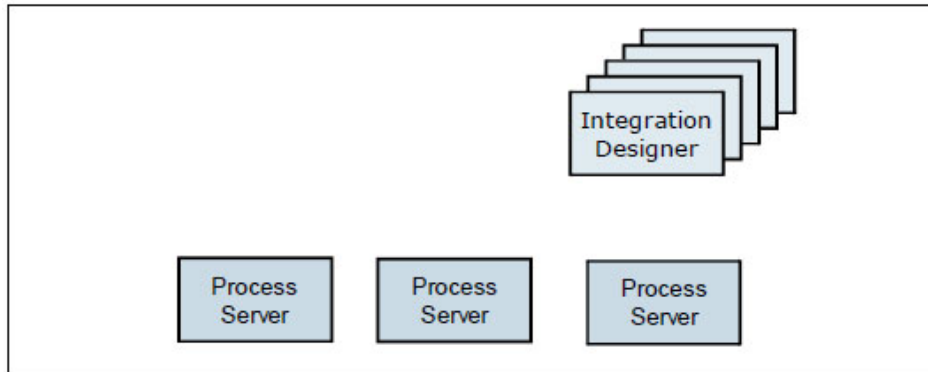 Integration
Designer
Process
Server
Process
Server
Process
Server